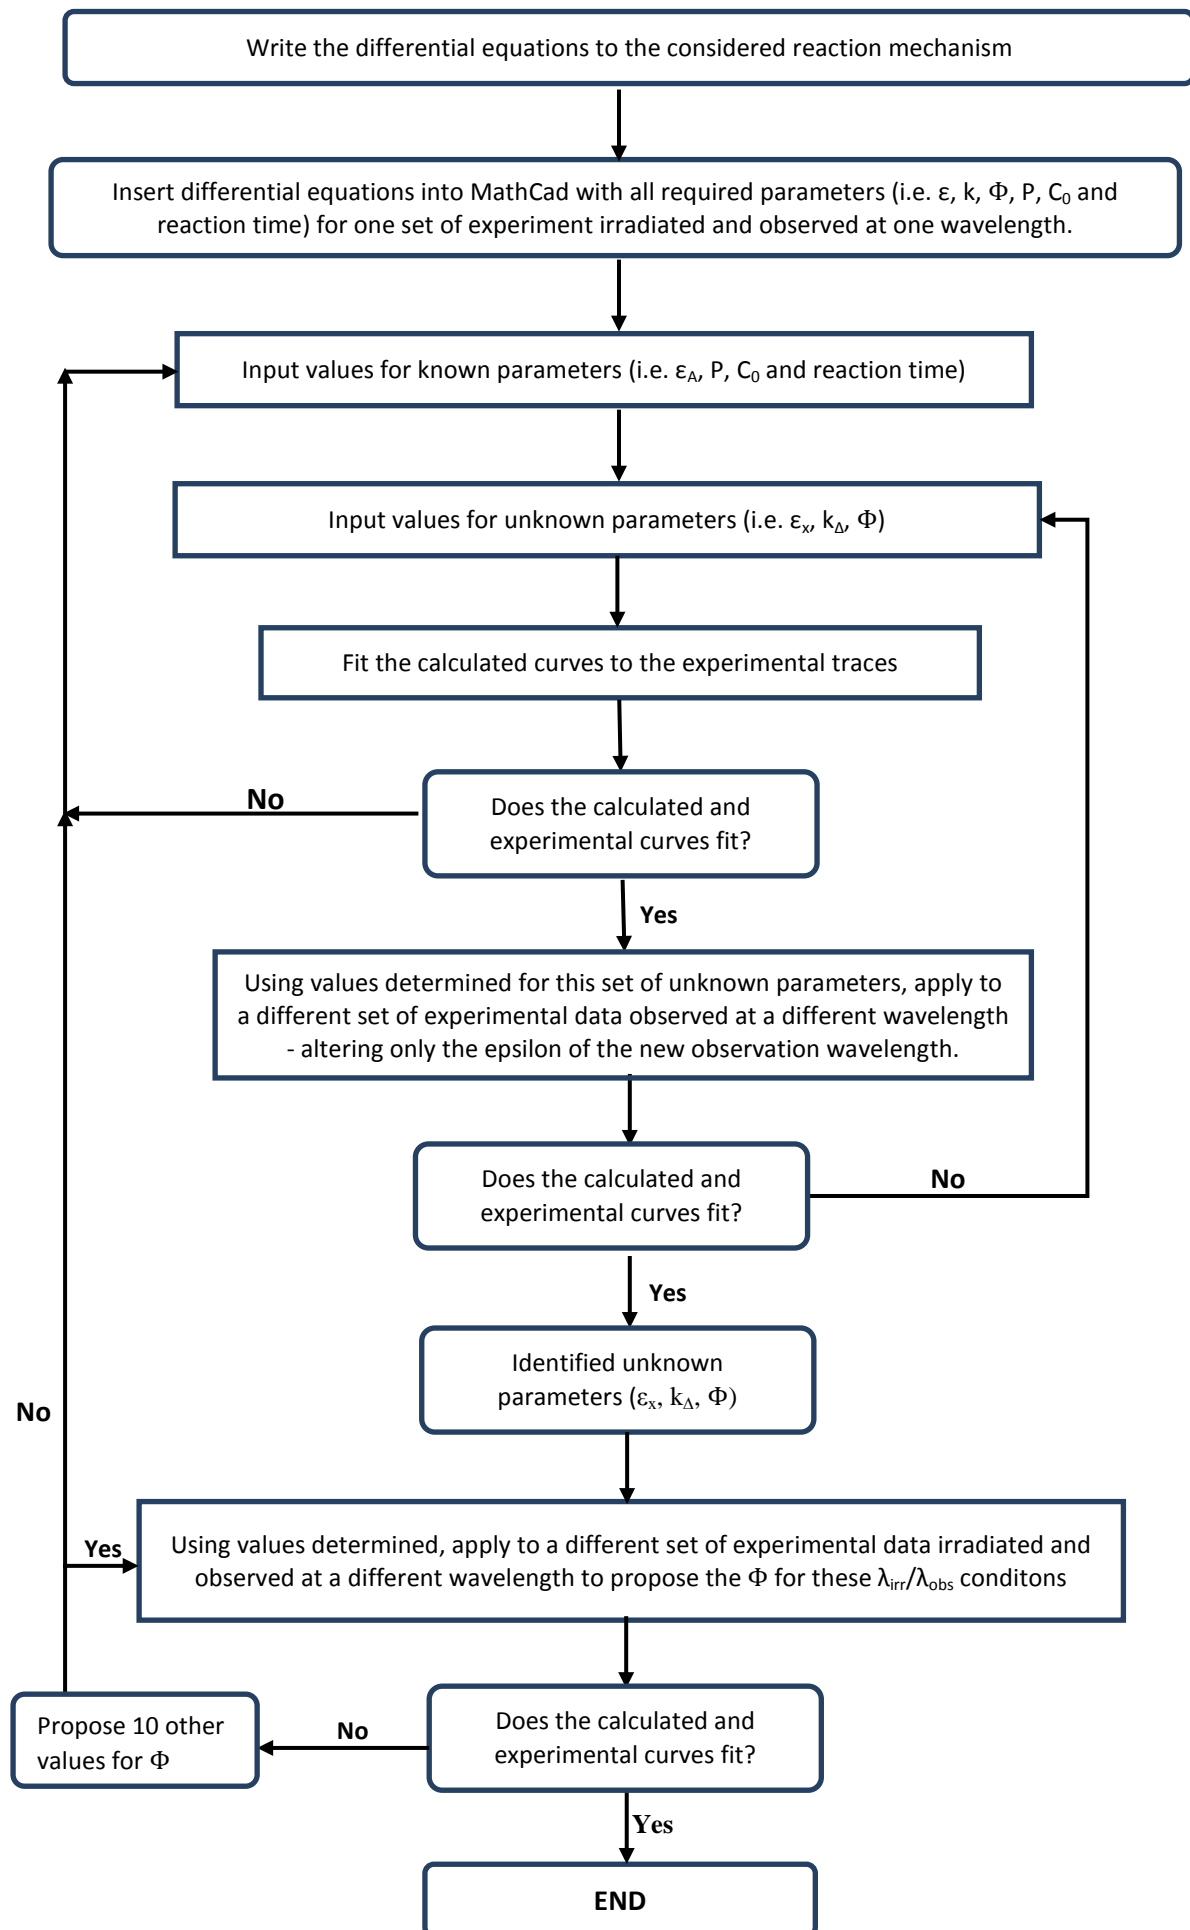 Write the differential equations to the considered reaction mechanism
Insert differential equations into MathCad with all required parameters (i.e. ε, k, Φ, P, C₀ and
reaction time) for one set of experiment irradiated and observed at one wavelength.
Input values for known parameters (i.e. εA, P, C₀ and reaction time)
Input values for unknown parameters (i.e. εₓ, kΔ, Φ)
Fit the calculated curves to the experimental traces
No
Does the calculated and
experimental curves fit?
Yes
Using values determined for this set of unknown parameters, apply to
a different set of experimental data observed at a different wavelength
- altering only the epsilon of the new observation wavelength.
Does the calculated and
experimental curves fit?
No
Yes
Identified unknown
parameters (εₓ, kΔ, Φ)
No
Yes
Using values determined, apply to a different set of experimental data irradiated and
observed at a different wavelength to propose the Φ for these λirr/λobs conditons
Propose 10 other
values for Φ
No
Does the calculated and
experimental curves fit?
Yes
END